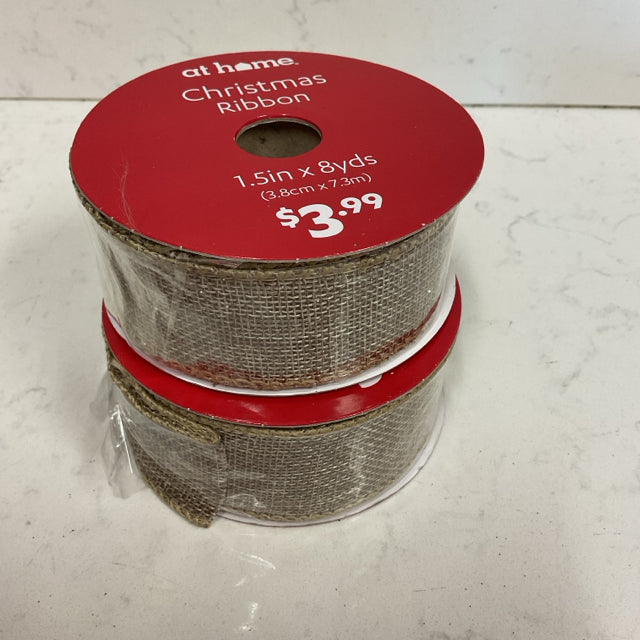 at home
Christmas
Ribbon
1.5in x 8yds
(3.8cm x 7.3m)
$3.99